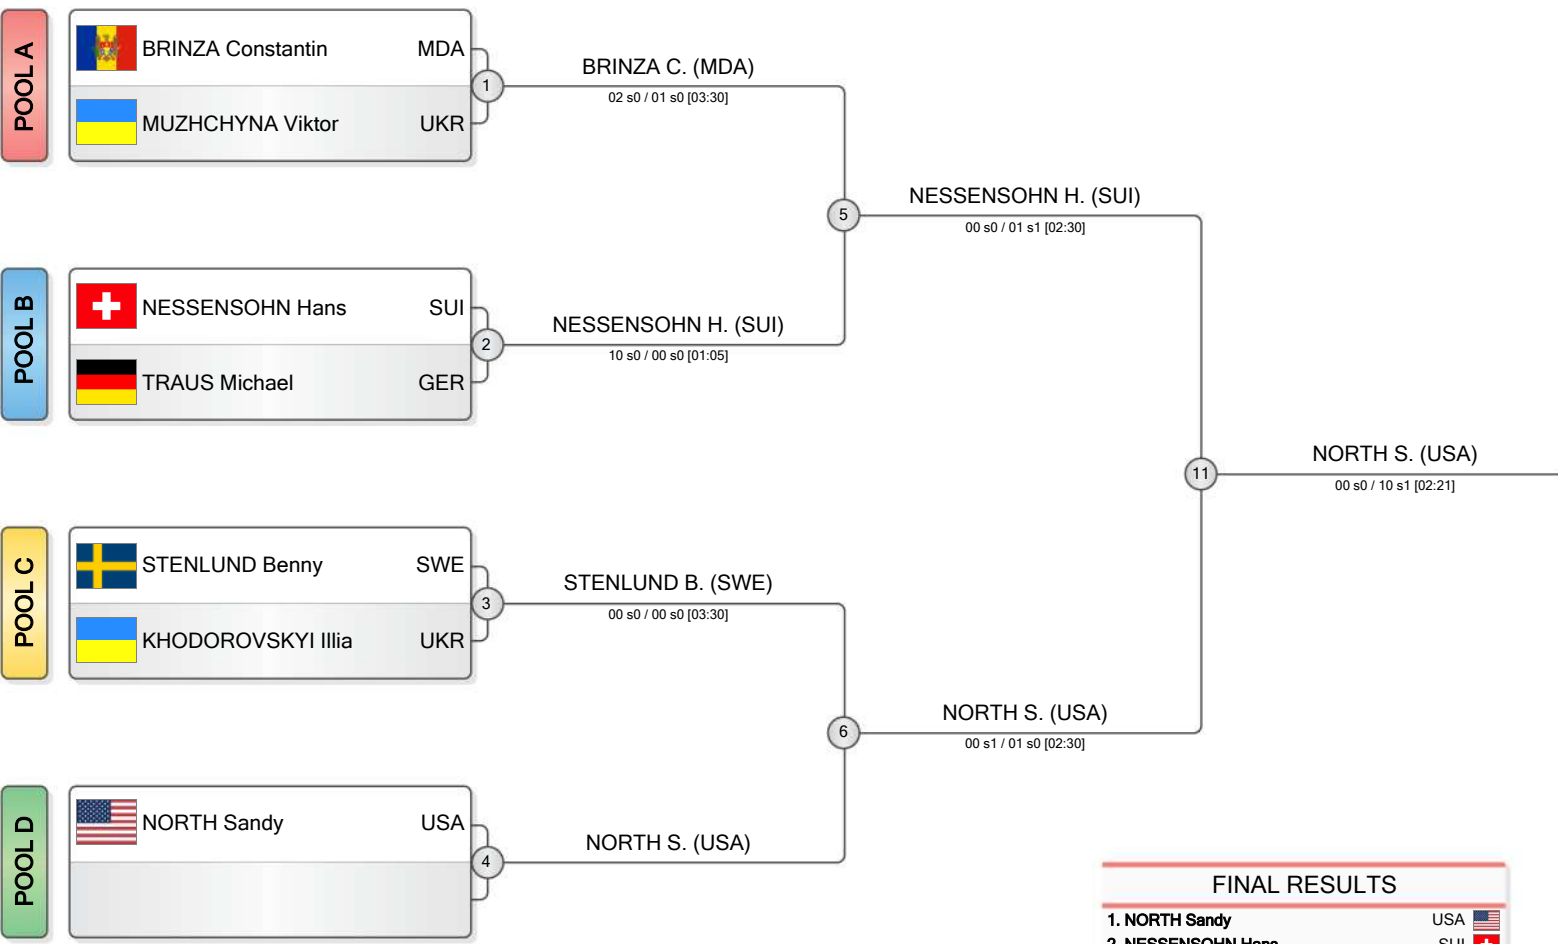 POOL A
BRINZA Constantin MDA
MUZHCHYNA Viktor UKR
1
BRINZA C. (MDA)
02 s0 / 01 s0 [03:30]
5
NESSENSOHN H. (SUI)
00 s0 / 01 s1 [02:30]
POOL B
NESSENSOHN Hans SUI
TRAUS Michael GER
2
NESSENSOHN H. (SUI)
10 s0 / 00 s0 [01:05]
11
NORTH S. (USA)
00 s0 / 10 s1 [02:21]
POOL C
STENLUND Benny SWE
KHODOROVSKYI Illia UKR
3
STENLUND B. (SWE)
00 s0 / 00 s0 [03:30]
6
NORTH S. (USA)
00 s1 / 01 s0 [02:30]
POOL D
NORTH Sandy USA
4
NORTH S. (USA)
FINAL RESULTS
1. NORTH Sandy USA
2. NESSENSOHN Hans SUI